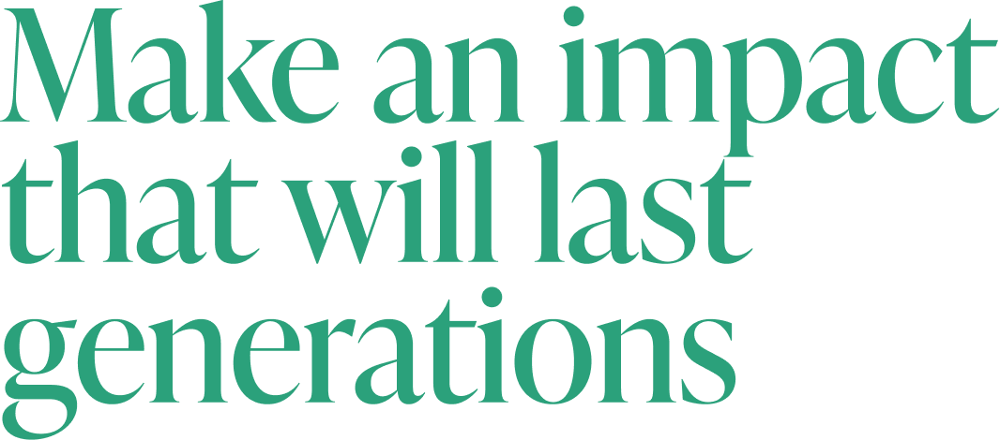 Make an impact
that will last
generations